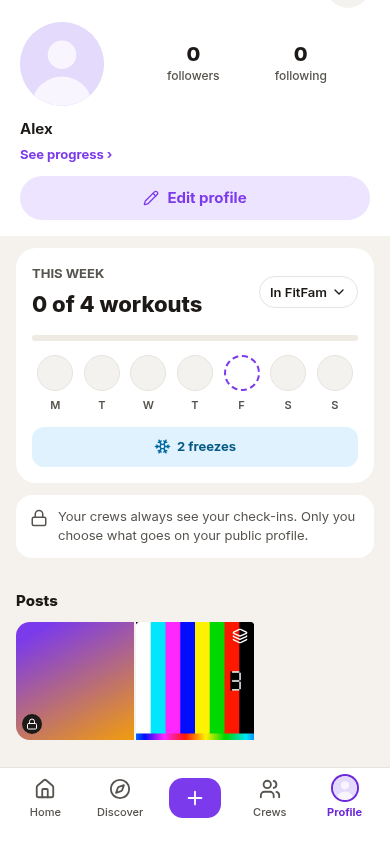 0
0
followers
following
Alex
See progress ›
Edit profile
THIS WEEK
0 of 4 workouts
In FitFam
M T W T F S S
2 freezes
Your crews always see your check-ins. Only you
choose what goes on your public profile.
Posts
3
Home
Discover
Crews
Profile